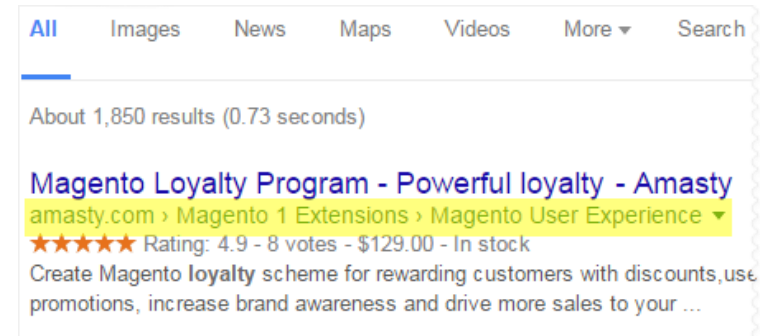 All Images News Maps Videos More Search
About 1,850 results (0.73 seconds)
Magento Loyalty Program - Powerful loyalty - Amasty
amasty.com › Magento 1 Extensions › Magento User Experience
★★★★★ Rating: 4.9 - 8 votes - $129.00 - In stock
Create Magento loyalty scheme for rewarding customers with discounts,use
promotions, increase brand awareness and drive more sales to your ...